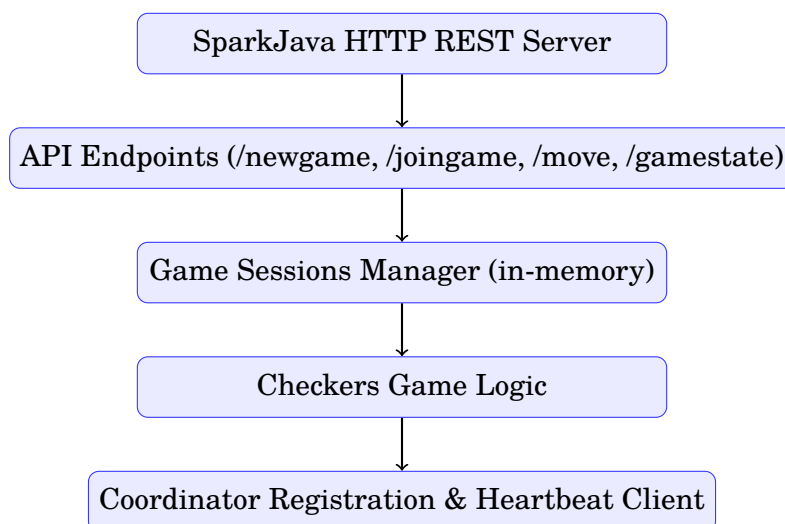 SparkJava HTTP REST Server
API Endpoints (/newgame, /joingame, /move, /gamestate)
Game Sessions Manager (in-memory)
Checkers Game Logic
Coordinator Registration & Heartbeat Client